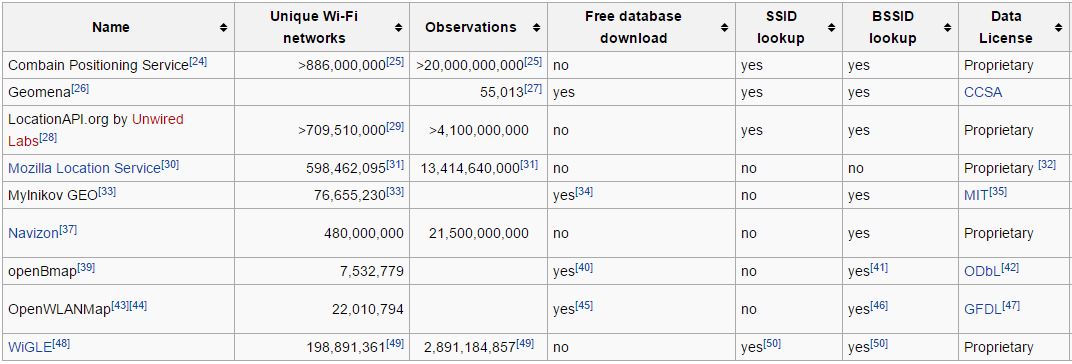 Name Unique Wi-Fi networks Observations Free database download SSID lookup BSSID lookup Data License
Combain Positioning Service[24] >886,000,000[25] >20,000,000,000[25] no yes yes Proprietary
Geomena[26] 55,013[27] yes yes yes CCSA
LocationAPI.org by Unwired Labs[28] >709,510,000[29] >4,100,000,000 no yes yes Proprietary
Mozilla Location Service[30] 598,462,095[31] 13,414,640,000[31] no no no Proprietary [32]
Mylnikov GEO[33] 76,655,230[33] yes[34] no yes MIT[35]
Navizon[37] 480,000,000 21,500,000,000 no no yes Proprietary
openBmap[39] 7,532,779 yes[40] no yes[41] ODbL[42]
OpenWLANMap[43][44] 22,010,794 yes[45] no yes[46] GFDL[47]
WiGLE[48] 198,891,361[49] 2,891,184,857[49] no yes[50] yes[50] Proprietary